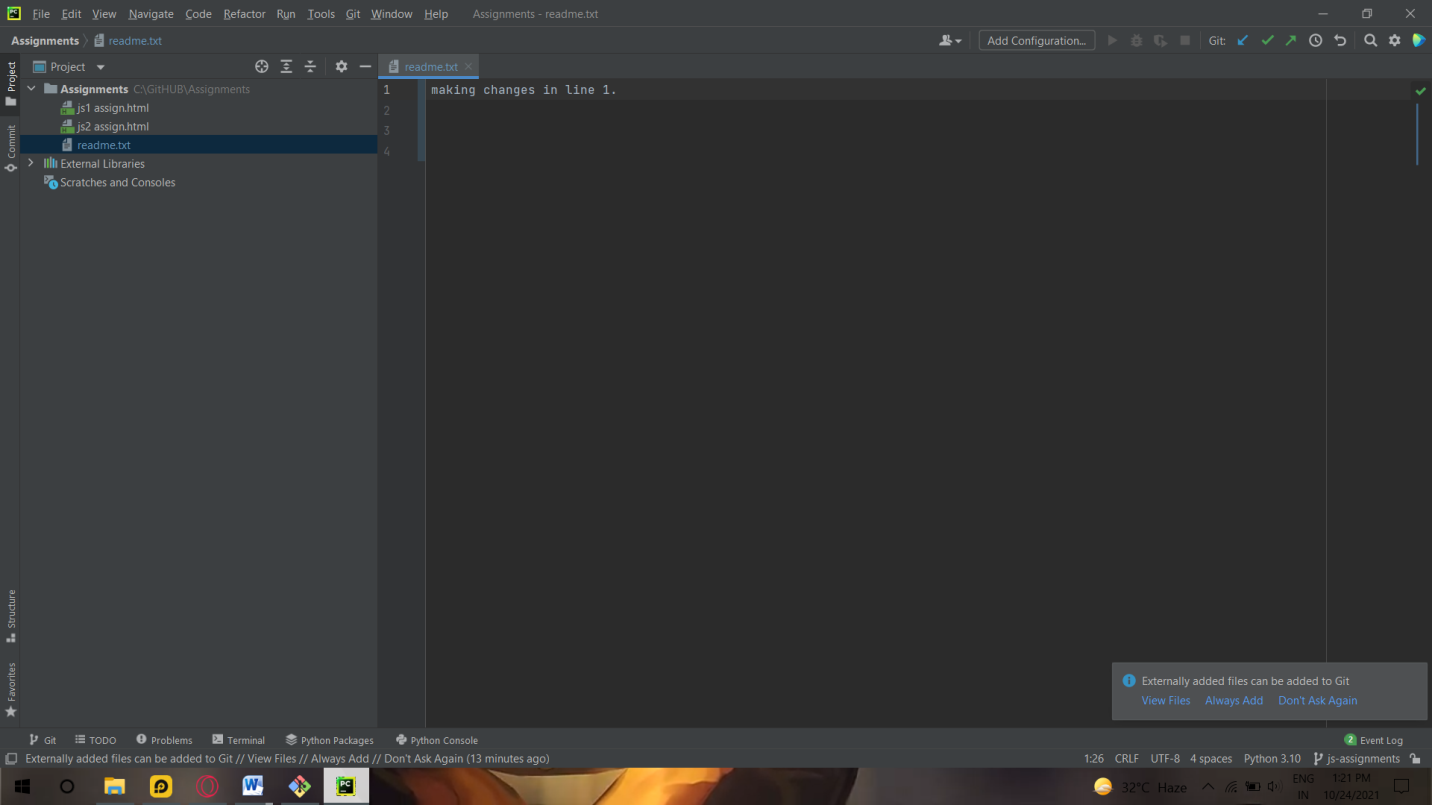 PC File Edit View Navigate Code Refactor Run Tools Git Window Help Assignments - readme.txt
Assignments readme.txt Add Configuration... Git:
Project readme.txt
Project
Assignments C:\GitHUB\Assignments
js1 assign.html
js2 assign.html
readme.txt
External Libraries
Scratches and Consoles
Commit
Structure
Favorites
1 making changes in line 1.
2
3
4
Externally added files can be added to Git
View Files Always Add Don't Ask Again
Git TODO Problems Terminal Python Packages Python Console 2 Event Log
Externally added files can be added to Git // View Files // Always Add // Don't Ask Again (13 minutes ago) 1:26 CRLF UTF-8 4 spaces Python 3.10 js-assignments
W PC 32°C Haze ENG 1:21 PM
IN 10/24/2021